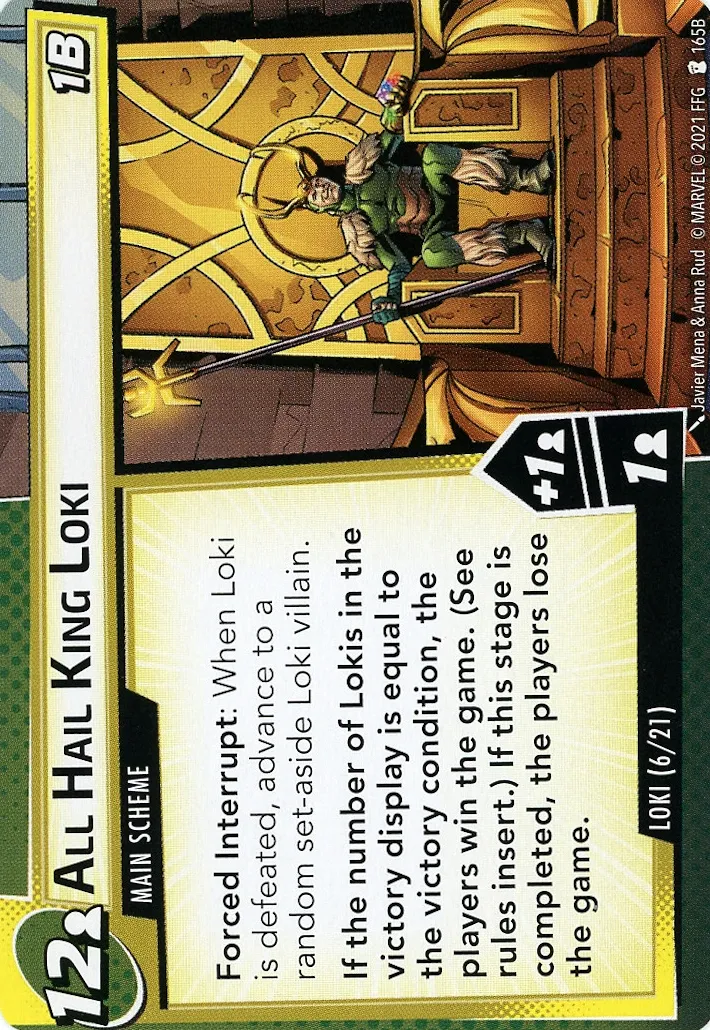 12
ALL HAIL KING LOKI
1B
MAIN SCHEME
Forced Interrupt: When Loki
is defeated, advance to a
random set-aside Loki villain.
If the number of Lokis in the
victory display is equal to
the victory condition, the
players win the game. (See
rules insert.) If this stage is
completed, the players lose
the game.
+1
1
LOKI (6/21)
Javier Mena & Anna Rud © MARVEL © 2021 FFG 165B